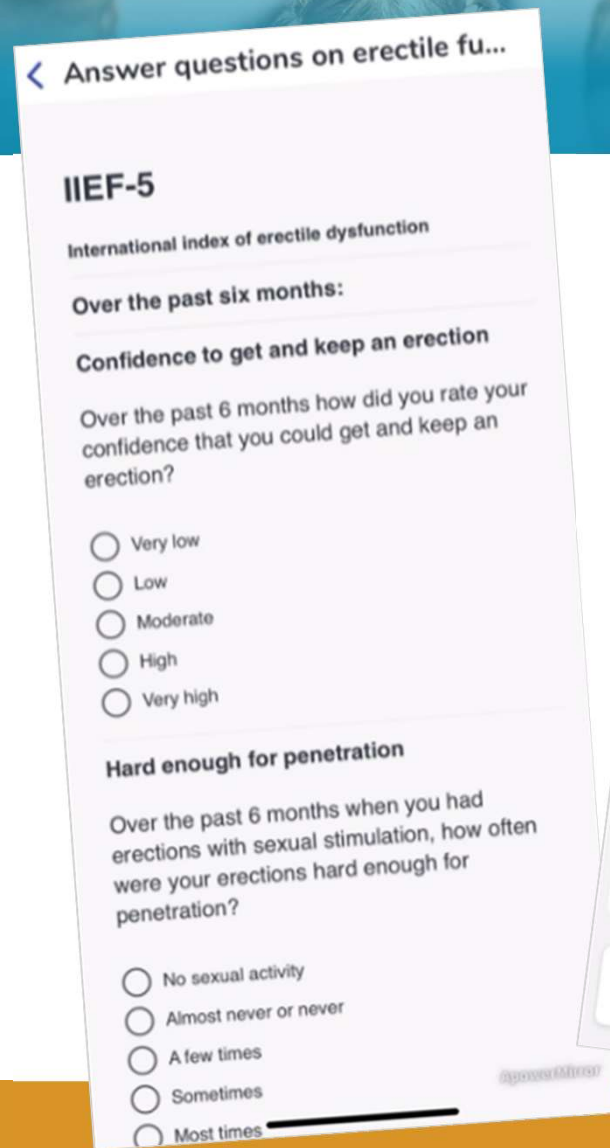 Answer questions on erectile fu...
IIEF-5
International index of erectile dysfunction
Over the past six months:
Confidence to get and keep an erection
Over the past 6 months how did you rate your
confidence that you could get and keep an
erection?
Very low
Low
Moderate
High
Very high
Hard enough for penetration
Over the past 6 months when you had
erections with sexual stimulation, how often
were your erections hard enough for
penetration?
No sexual activity
Almost never or never
A few times
Sometimes
Most times
ApowerMirror